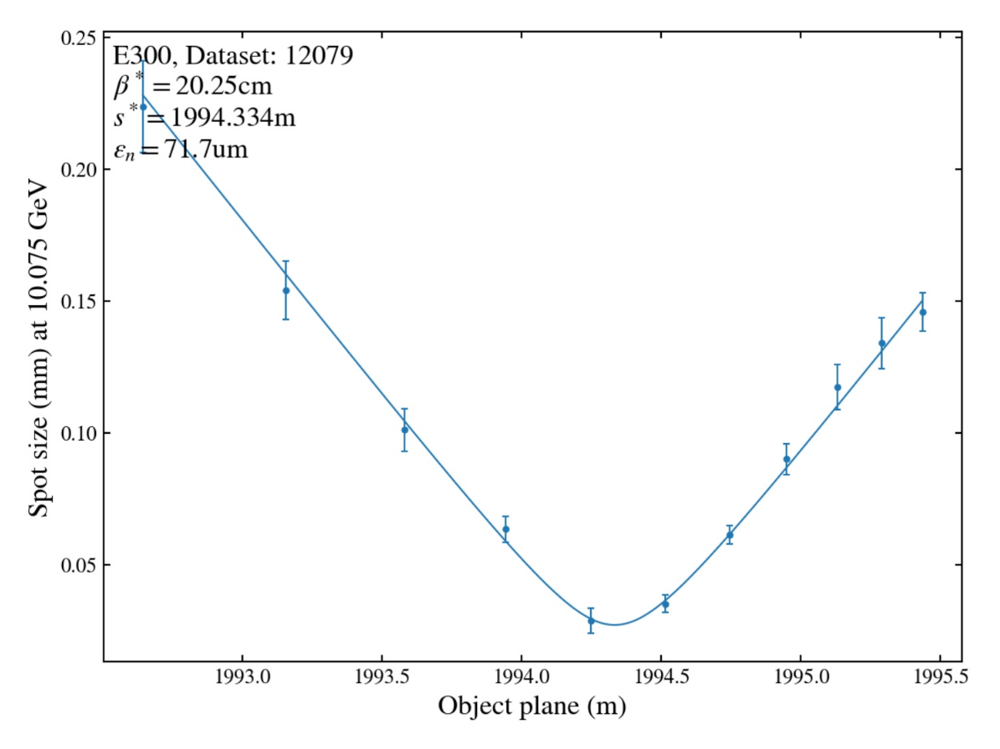 E300, Dataset: 12079
β* = 20.25cm
s* = 1994.334m
εn = 71.7um
0.25
0.20
0.15
0.10
0.05
Spot size (mm) at 10.075 GeV
1993.0 1993.5 1994.0 1994.5 1995.0 1995.5
Object plane (m)